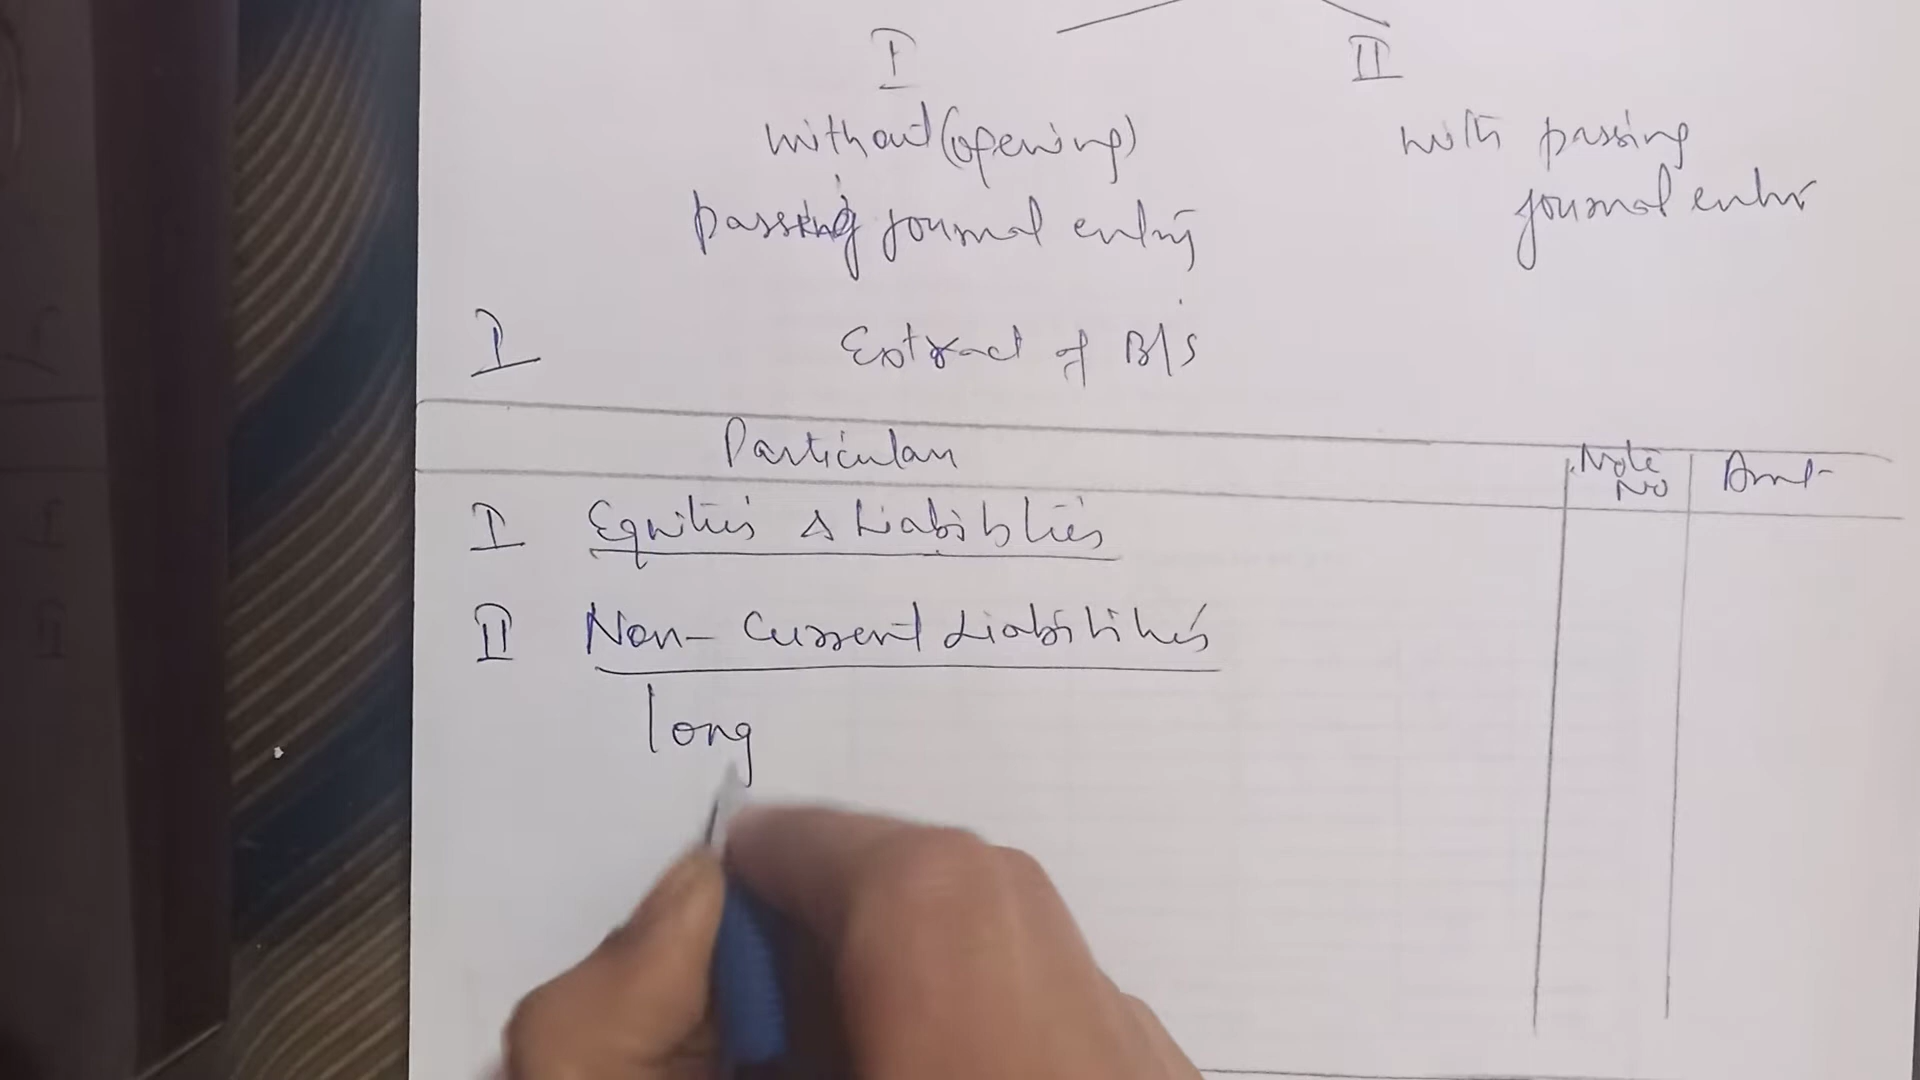 I
II
without (opening)
passing journal entry
with passing
journal entry
I Extract of B/S
Particulars Note No Amt
I Equities & Liabilities
II Non-Current Liabilities
long